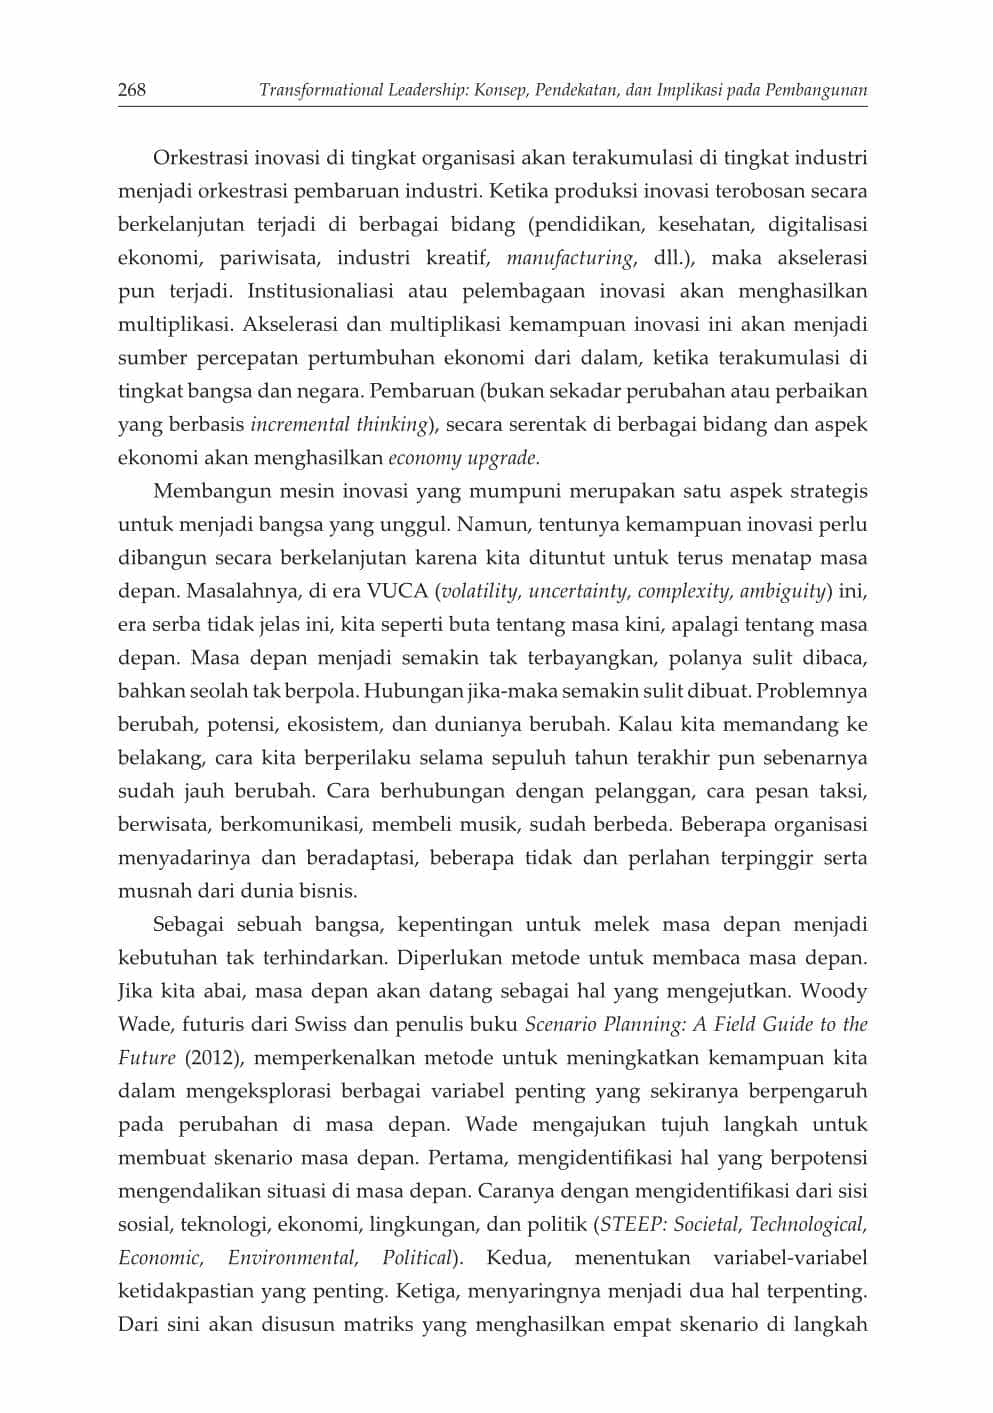 268 Transformational Leadership: Konsep, Pendekatan, dan Implikasi pada Pembangunan
Orkestrasi inovasi di tingkat organisasi akan terakumulasi di tingkat industri
menjadi orkestrasi pembaruan industri. Ketika produksi inovasi terobosan secara
berkelanjutan terjadi di berbagai bidang (pendidikan, kesehatan, digitalisasi
ekonomi, pariwisata, industri kreatif, manufacturing, dll.), maka akselerasi
pun terjadi. Institusionaliasi atau pelembagaan inovasi akan menghasilkan
multiplikasi. Akselerasi dan multiplikasi kemampuan inovasi ini akan menjadi
sumber percepatan pertumbuhan ekonomi dari dalam, ketika terakumulasi di
tingkat bangsa dan negara. Pembaruan (bukan sekadar perubahan atau perbaikan
yang berbasis incremental thinking), secara serentak di berbagai bidang dan aspek
ekonomi akan menghasilkan economy upgrade.
Membangun mesin inovasi yang mumpuni merupakan satu aspek strategis
untuk menjadi bangsa yang unggul. Namun, tentunya kemampuan inovasi perlu
dibangun secara berkelanjutan karena kita dituntut untuk terus menatap masa
depan. Masalahnya, di era VUCA (volatility, uncertainty, complexity, ambiguity) ini,
era serba tidak jelas ini, kita seperti buta tentang masa kini, apalagi tentang masa
depan. Masa depan menjadi semakin tak terbayangkan, polanya sulit dibaca,
bahkan seolah tak berpola. Hubungan jika-maka semakin sulit dibuat. Problemnya
berubah, potensi, ekosistem, dan dunianya berubah. Kalau kita memandang ke
belakang, cara kita berperilaku selama sepuluh tahun terakhir pun sebenarnya
sudah jauh berubah. Cara berhubungan dengan pelanggan, cara pesan taksi,
berwisata, berkomunikasi, membeli musik, sudah berbeda. Beberapa organisasi
menyadarinya dan beradaptasi, beberapa tidak dan perlahan terpinggir serta
musnah dari dunia bisnis.
Sebagai sebuah bangsa, kepentingan untuk melek masa depan menjadi
kebutuhan tak terhindarkan. Diperlukan metode untuk membaca masa depan.
Jika kita abai, masa depan akan datang sebagai hal yang mengejutkan. Woody
Wade, futuris dari Swiss dan penulis buku Scenario Planning: A Field Guide to the
Future (2012), memperkenalkan metode untuk meningkatkan kemampuan kita
dalam mengeksplorasi berbagai variabel penting yang sekiranya berpengaruh
pada perubahan di masa depan. Wade mengajukan tujuh langkah untuk
membuat skenario masa depan. Pertama, mengidentifikasi hal yang berpotensi
mengendalikan situasi di masa depan. Caranya dengan mengidentifikasi dari sisi
sosial, teknologi, ekonomi, lingkungan, dan politik (STEEP: Societal, Technological,
Economic, Environmental, Political). Kedua, menentukan variabel-variabel
ketidakpastian yang penting. Ketiga, menyaringnya menjadi dua hal terpenting.
Dari sini akan disusun matriks yang menghasilkan empat skenario di langkah